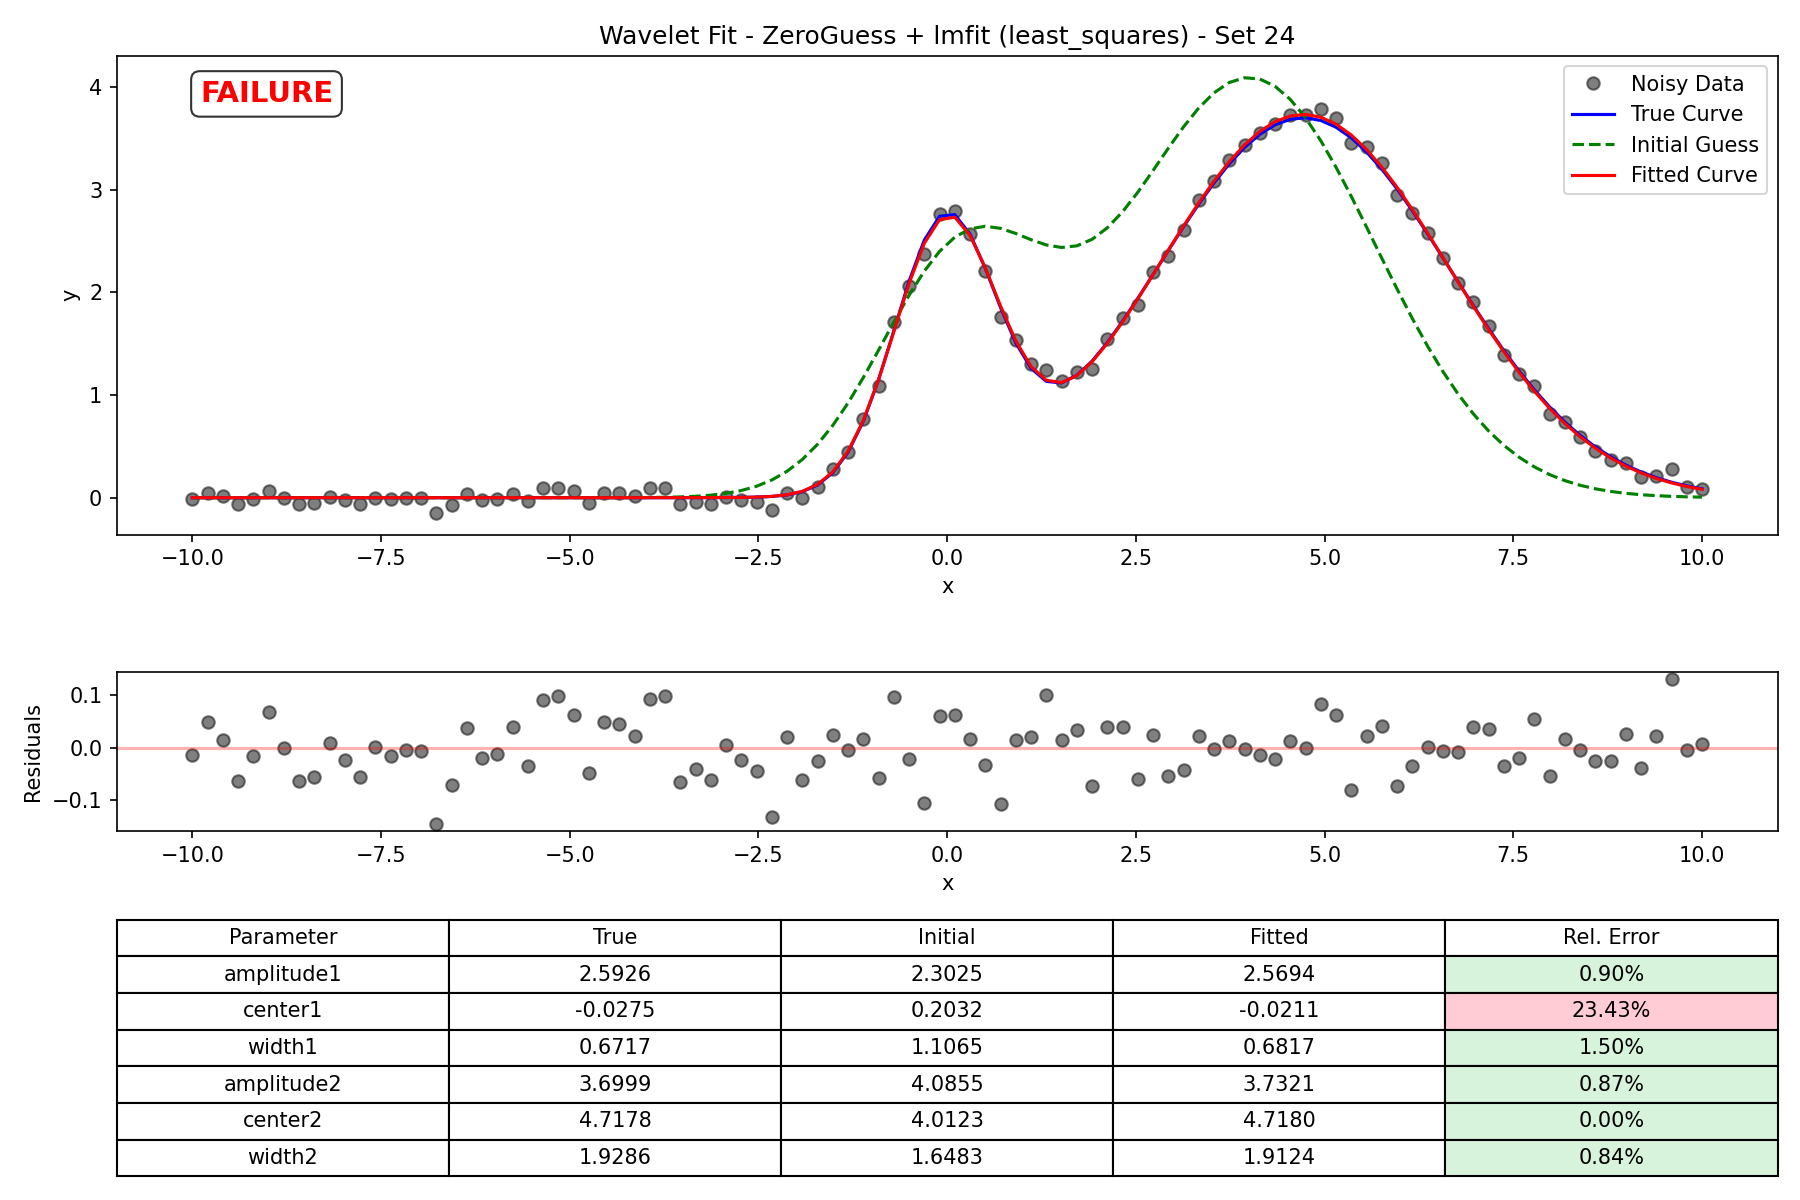 Wavelet Fit - ZeroGuess + lmfit (least_squares) - Set 24
FAILURE
Noisy Data
True Curve
Initial Guess
Fitted Curve
4
3
2
1
0
y
−10.0 −7.5 −5.0 −2.5 0.0 2.5 5.0 7.5 10.0
x
0.1
0.0
−0.1
Residuals
−10.0 −7.5 −5.0 −2.5 0.0 2.5 5.0 7.5 10.0
x
Parameter True Initial Fitted Rel. Error
amplitude1 2.5926 2.3025 2.5694 0.90%
center1 -0.0275 0.2032 -0.0211 23.43%
width1 0.6717 1.1065 0.6817 1.50%
amplitude2 3.6999 4.0855 3.7321 0.87%
center2 4.7178 4.0123 4.7180 0.00%
width2 1.9286 1.6483 1.9124 0.84%